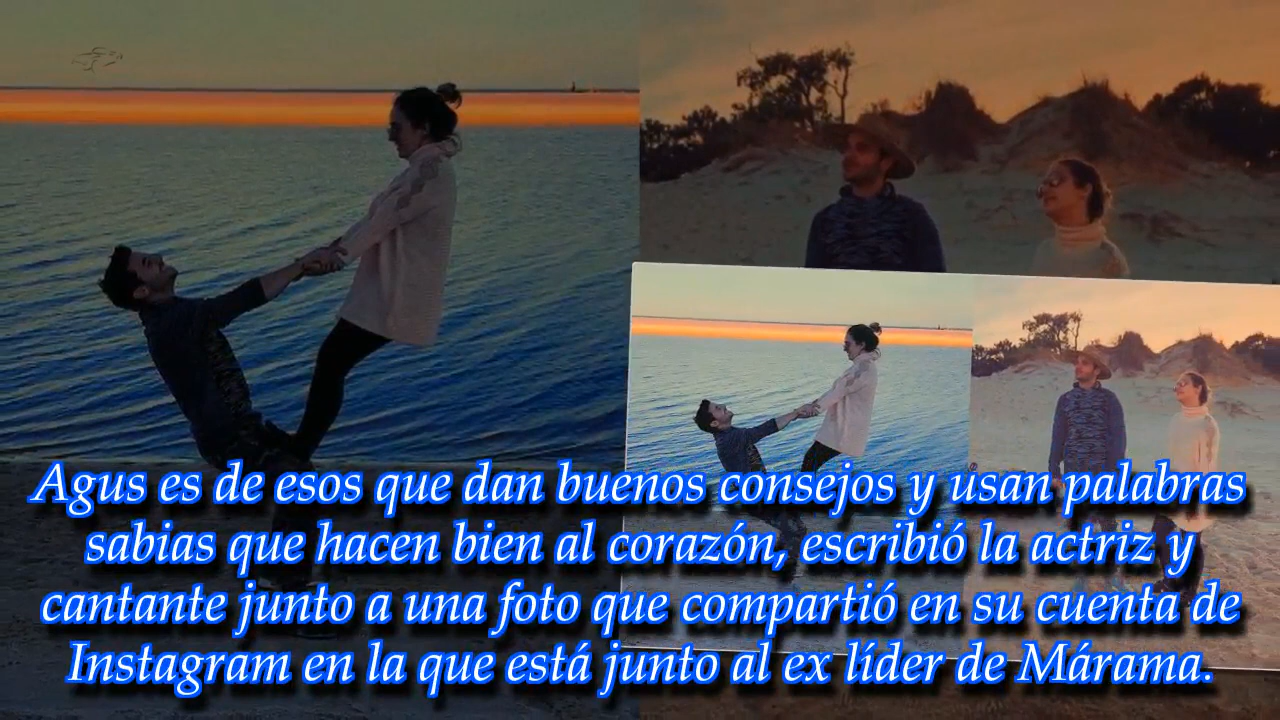 Agus es de esos que dan buenos consejos y usan palabras
sabias que hacen bien al corazón, escribió la actriz y
cantante junto a una foto que compartió en su cuenta de
Instagram en la que está junto al ex líder de Márama.